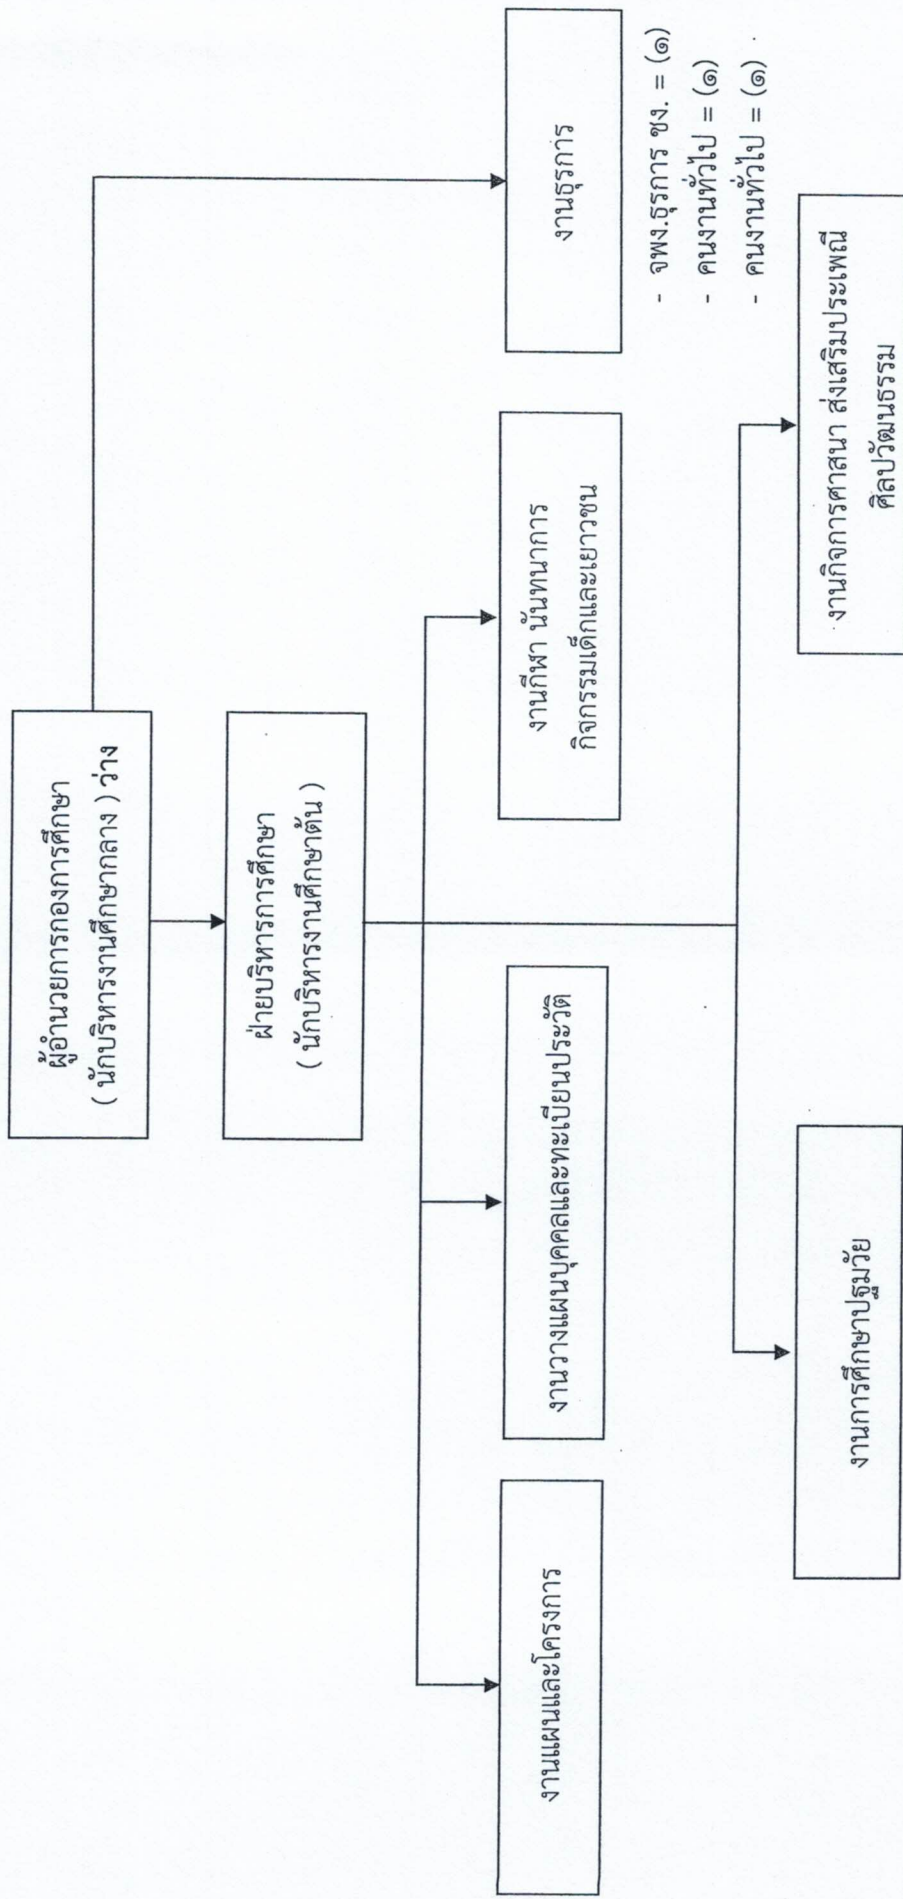 ผู้อำนวยการกองการศึกษา
( นักบริหารงานศึกษากลาง ) ว่าง
ฝ่ายบริหารการศึกษา
( นักบริหารงานศึกษาต้น )
งานแผนและโครงการ
งานวางแผนบุคคลและทะเบียนประวัติ
งานกีฬา นันทนาการ
กิจกรรมเด็กและเยาวชน
งานธุรการ
- จพง.ธุรการ ชง. = (๑)
- คนงานทั่วไป = (๑)
- คนงานทั่วไป = (๑)
งานการศึกษาปฐมวัย
งานกิจการศาสนา ส่งเสริมประเพณี
ศิลปวัฒนธรรม